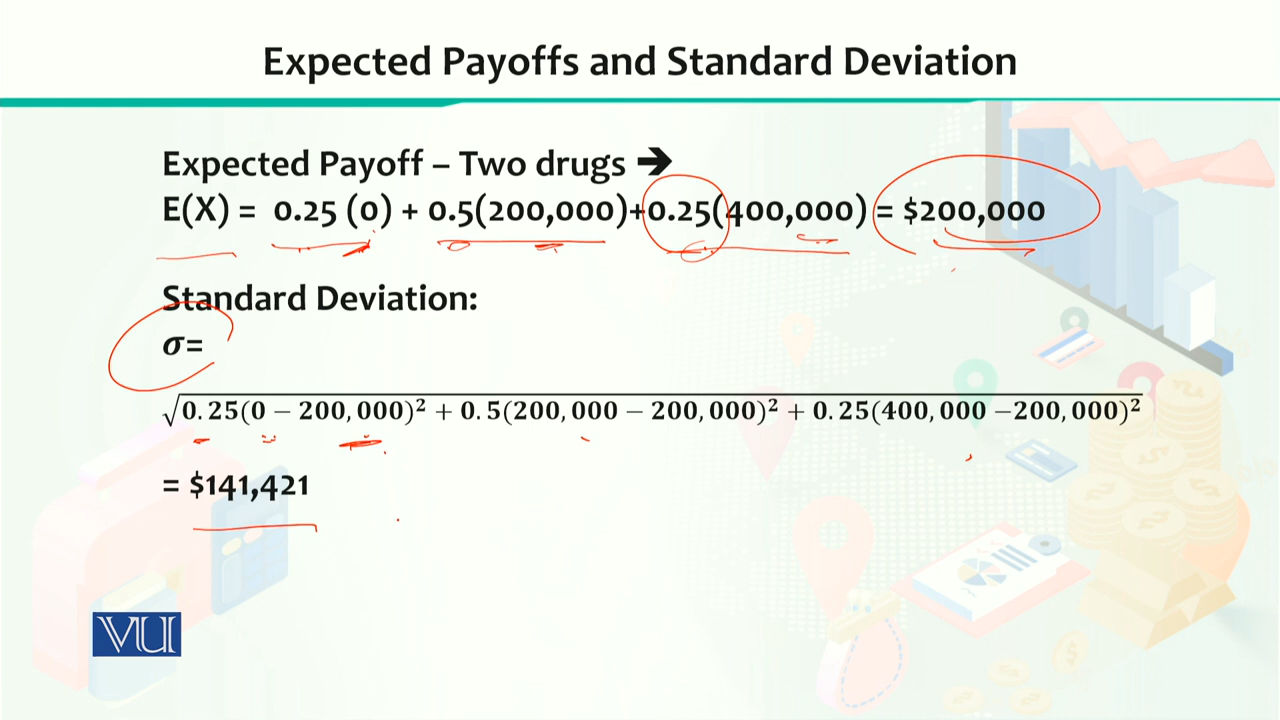 Expected Payoffs and Standard Deviation
Expected Payoff – Two drugs ➔
E(X) = 0.25 (0) + 0.5(200,000)+0.25(400,000) = $200,000
Standard Deviation:
σ=
√0.25(0 − 200,000)² + 0.5(200,000 − 200,000)² + 0.25(400,000 −200,000)²
= $141,421
VU